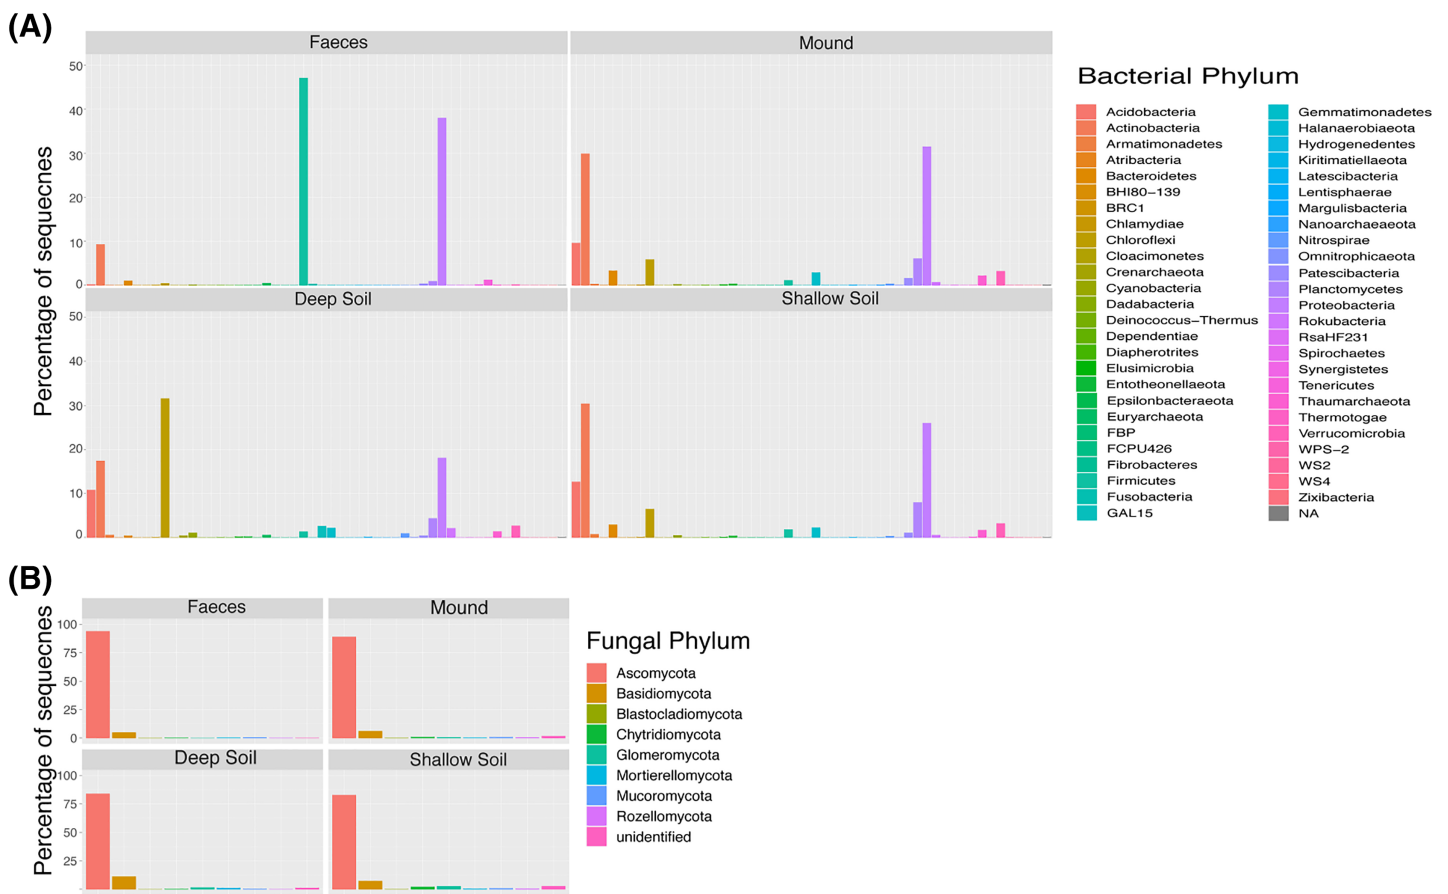 (A)
Faeces
Mound
50
40
30
20
10
0
Deep Soil
Shallow Soil
50
40
30
20
10
0
Percentage of sequecnes
Bacterial Phylum
Acidobacteria
Actinobacteria
Armatimonadetes
Atribacteria
Bacteroidetes
BHI80−139
BRC1
Chlamydiae
Chloroflexi
Cloacimonetes
Crenarchaeota
Cyanobacteria
Dadabacteria
Deinococcus−Thermus
Dependentiae
Diapherotrites
Elusimicrobia
Entotheonellaeota
Epsilonbacteraeota
Euryarchaeota
FBP
FCPU426
Fibrobacteres
Firmicutes
Fusobacteria
GAL15
Gemmatimonadetes
Halanaerobiaeota
Hydrogenedentes
Kiritimatiellaeota
Latescibacteria
Lentisphaerae
Margulisbacteria
Nanoarchaeaeota
Nitrospirae
Omnitrophicaeota
Patescibacteria
Planctomycetes
Proteobacteria
Rokubacteria
RsaHF231
Spirochaetes
Synergistetes
Tenericutes
Thaumarchaeota
Thermotogae
Verrucomicrobia
WPS−2
WS2
WS4
Zixibacteria
NA
(B)
Faeces
Mound
100
75
50
25
0
Deep Soil
Shallow Soil
100
75
50
25
Percentage of sequecnes
Fungal Phylum
Ascomycota
Basidiomycota
Blastocladiomycota
Chytridiomycota
Glomeromycota
Mortierellomycota
Mucoromycota
Rozellomycota
unidentified